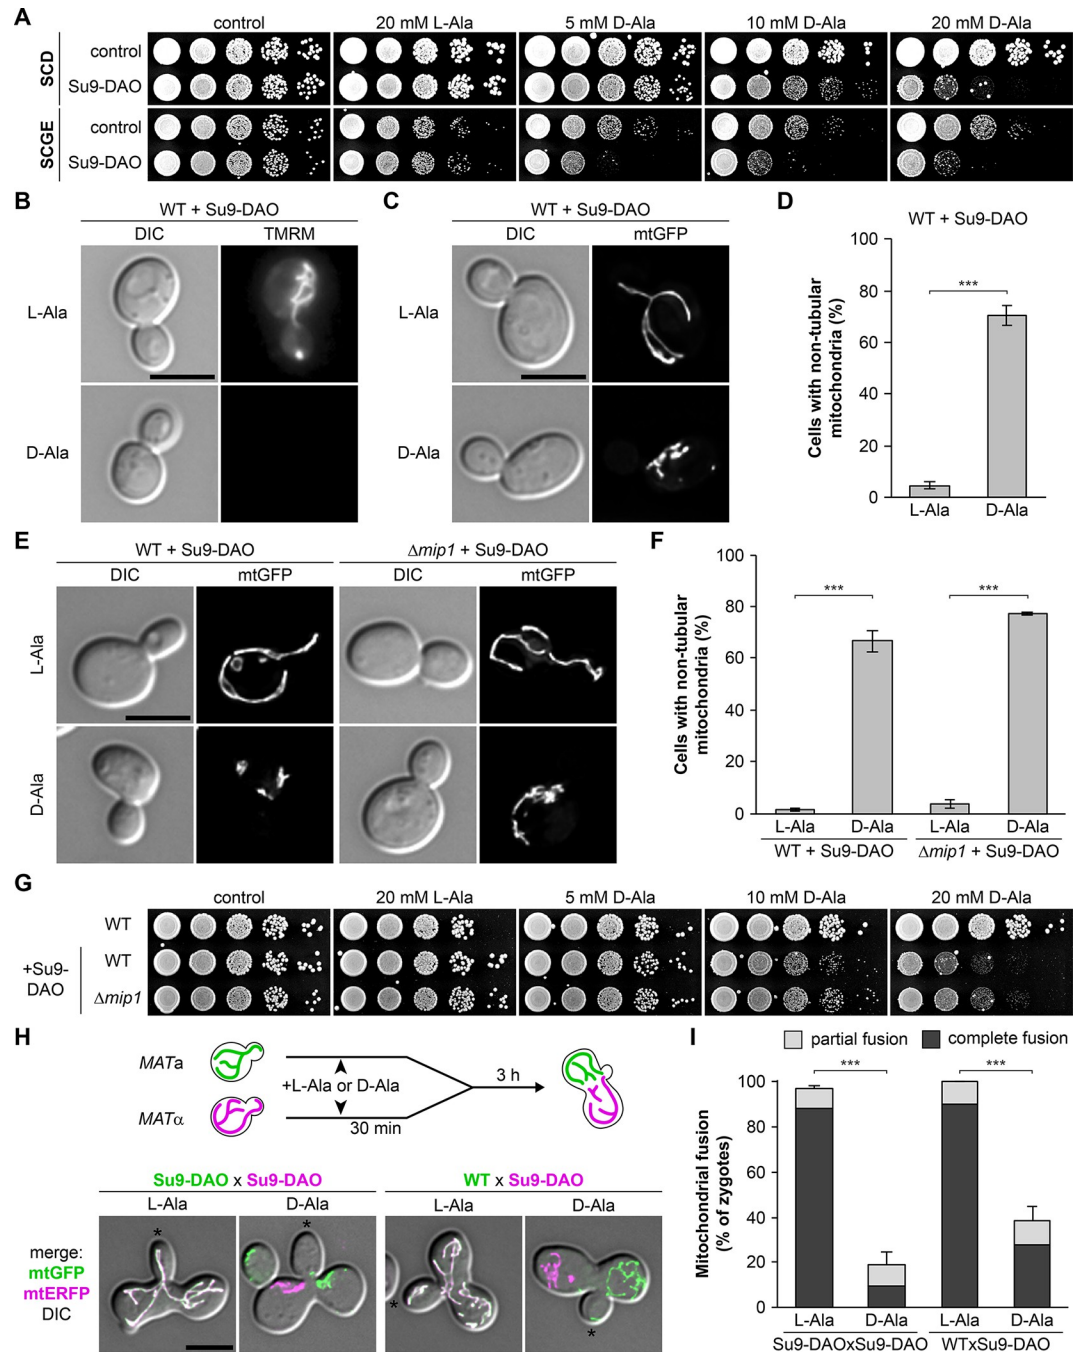 A
control 20 mM L-Ala 5 mM D-Ala 10 mM D-Ala 20 mM D-Ala
SCD
control
Su9-DAO
SCGE
control
Su9-DAO
B
WT + Su9-DAO
DIC TMRM
L-Ala
D-Ala
C
WT + Su9-DAO
DIC mtGFP
L-Ala
D-Ala
D
WT + Su9-DAO
Cells with non-tubular
mitochondria (%)
100
80
60
40
20
0
***
L-Ala D-Ala
E
WT + Su9-DAO Δmip1 + Su9-DAO
DIC mtGFP DIC mtGFP
L-Ala
D-Ala
F
Cells with non-tubular
mitochondria (%)
100
80
60
40
20
0
*** ***
L-Ala D-Ala L-Ala D-Ala
WT + Su9-DAO Δmip1 + Su9-DAO
G
control 20 mM L-Ala 5 mM D-Ala 10 mM D-Ala 20 mM D-Ala
WT
+Su9-
DAO
WT
Δmip1
H
MATa
MATα
+L-Ala or D-Ala
30 min
3 h
Su9-DAO x Su9-DAO WT x Su9-DAO
L-Ala D-Ala L-Ala D-Ala
merge:
mtGFP
mtERFP
DIC
* * * *
I
partial fusion complete fusion
Mitochondrial fusion
(% of zygotes)
100
80
60
40
20
0
*** ***
L-Ala D-Ala L-Ala D-Ala
Su9-DAOxSu9-DAO WTxSu9-DAO